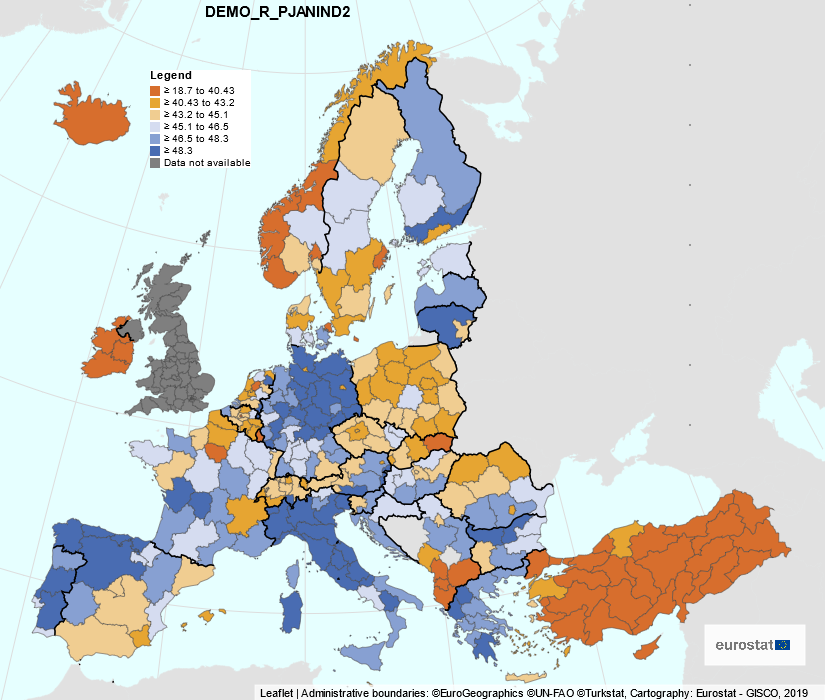 DEMO_R_PJANIND2
Legend
≥ 18.7 to 40.43
≥ 40.43 to 43.2
≥ 43.2 to 45.1
≥ 45.1 to 46.5
≥ 46.5 to 48.3
≥ 48.3
Data not available
eurostat
Leaflet | Administrative boundaries: ©EuroGeographics ©UN-FAO ©Turkstat, Cartography: Eurostat - GISCO, 2019